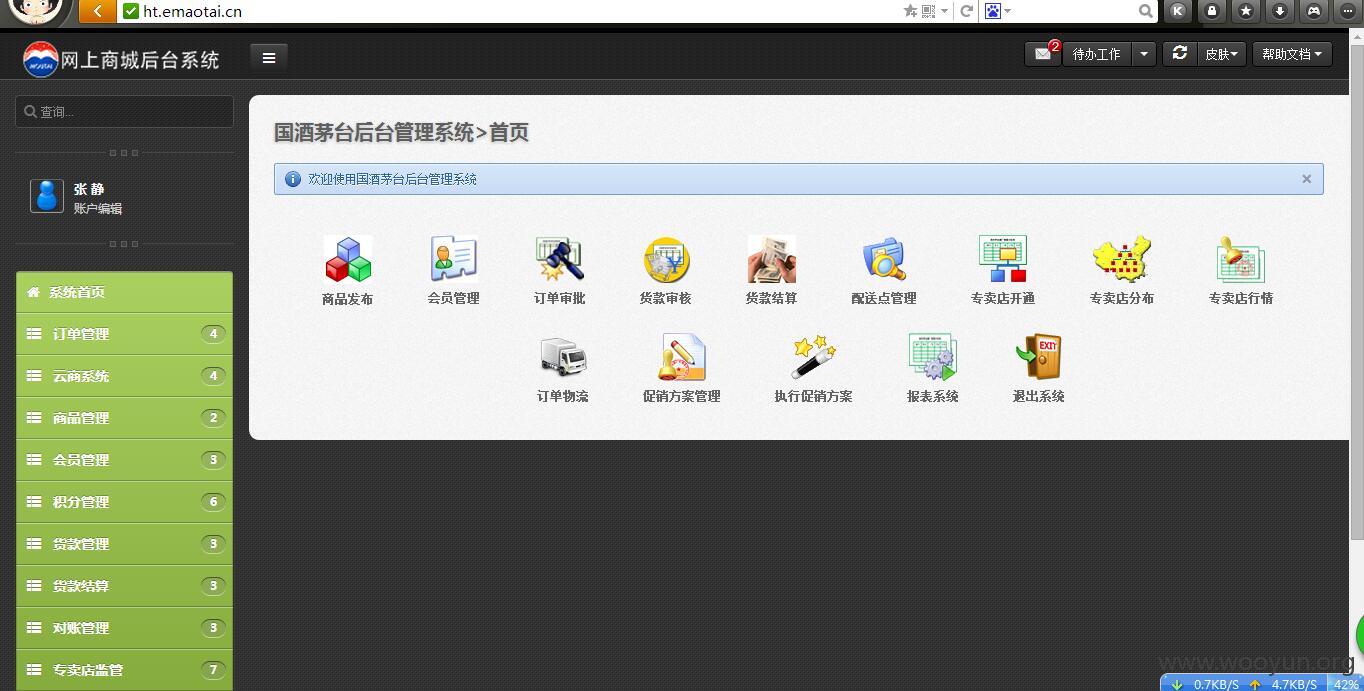 ht.emaotai.cn
K
MOUTAI 网上商城后台系统
2
待办工作 皮肤 帮助文档
查询...
张 静
账户编辑
系统首页
订单管理 4
云商系统 4
商品管理 2
会员管理 3
积分管理 6
货款管理 3
货款结算 3
对账管理 3
专卖店监管 7
国酒茅台后台管理系统>首页
欢迎使用国酒茅台后台管理系统 ×
商品发布 会员管理 订单审批 货款审核 货款结算 配送点管理 专卖店开通 专卖店分布 专卖店行情
EXIT
订单物流 促销方案管理 执行促销方案 报表系统 退出系统
www.wooyun.org
0.7KB/S 4.7KB/S 42%